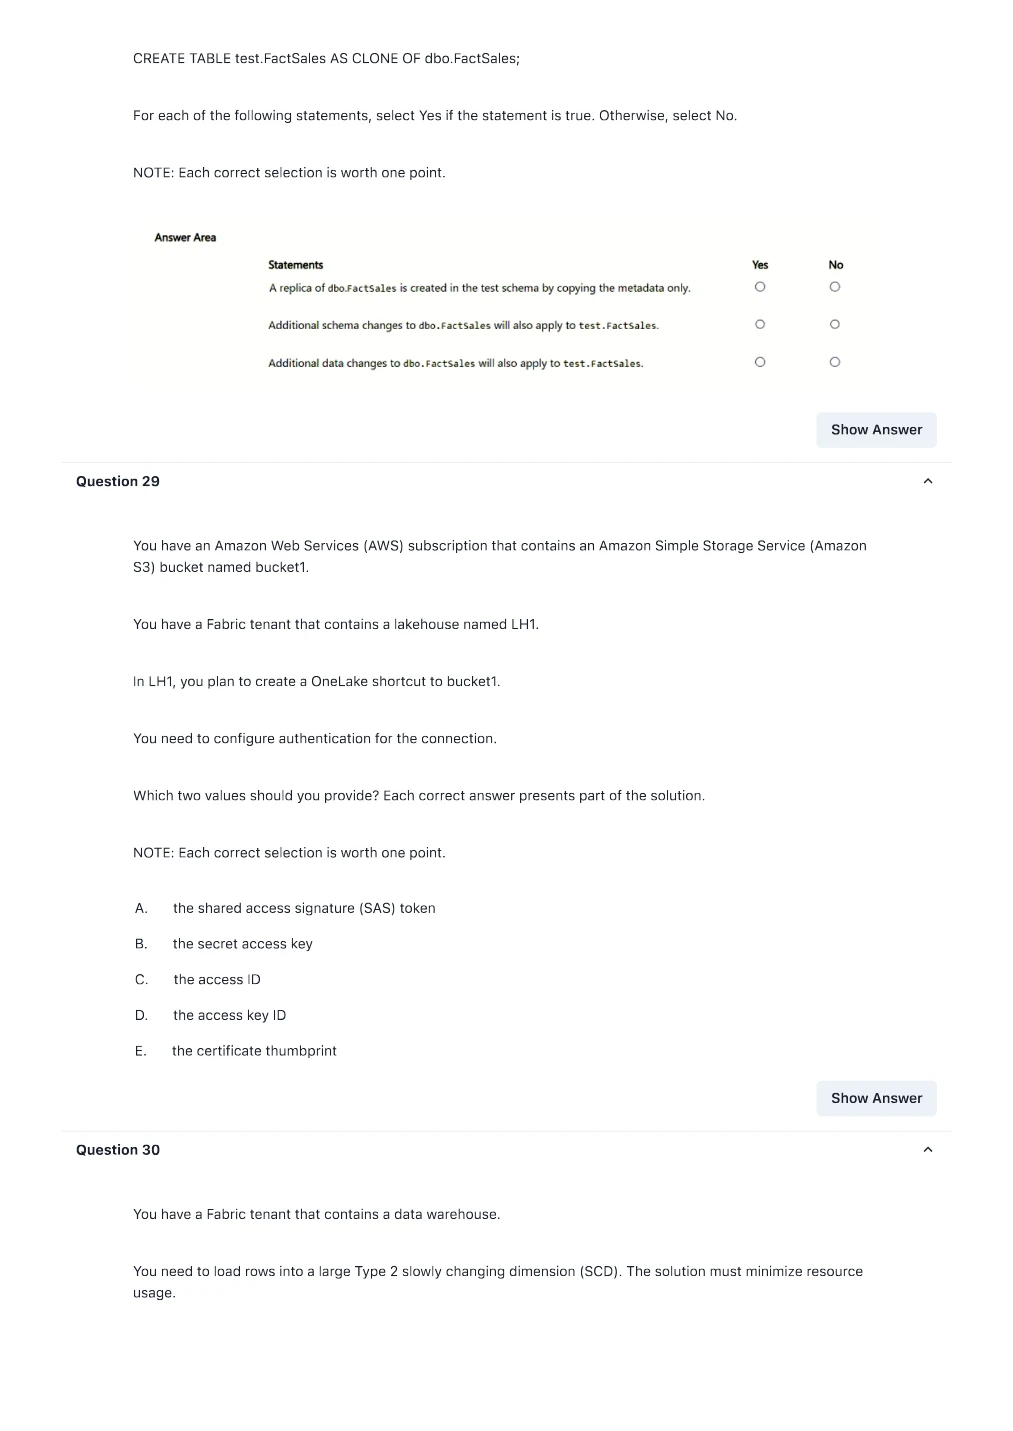 CREATE TABLE test.FactSales AS CLONE OF dbo.FactSales;
For each of the following statements, select Yes if the statement is true. Otherwise, select No.
NOTE: Each correct selection is worth one point.
Answer Area
Statements Yes No
A replica of dbo.FactSales is created in the test schema by copying the metadata only.
Additional schema changes to dbo.FactSales will also apply to test.FactSales.
Additional data changes to dbo.FactSales will also apply to test.FactSales.
Show Answer
Question 29
You have an Amazon Web Services (AWS) subscription that contains an Amazon Simple Storage Service (Amazon
S3) bucket named bucket1.
You have a Fabric tenant that contains a lakehouse named LH1.
In LH1, you plan to create a OneLake shortcut to bucket1.
You need to configure authentication for the connection.
Which two values should you provide? Each correct answer presents part of the solution.
NOTE: Each correct selection is worth one point.
A. the shared access signature (SAS) token
B. the secret access key
C. the access ID
D. the access key ID
E. the certificate thumbprint
Show Answer
Question 30
You have a Fabric tenant that contains a data warehouse.
You need to load rows into a large Type 2 slowly changing dimension (SCD). The solution must minimize resource
usage.